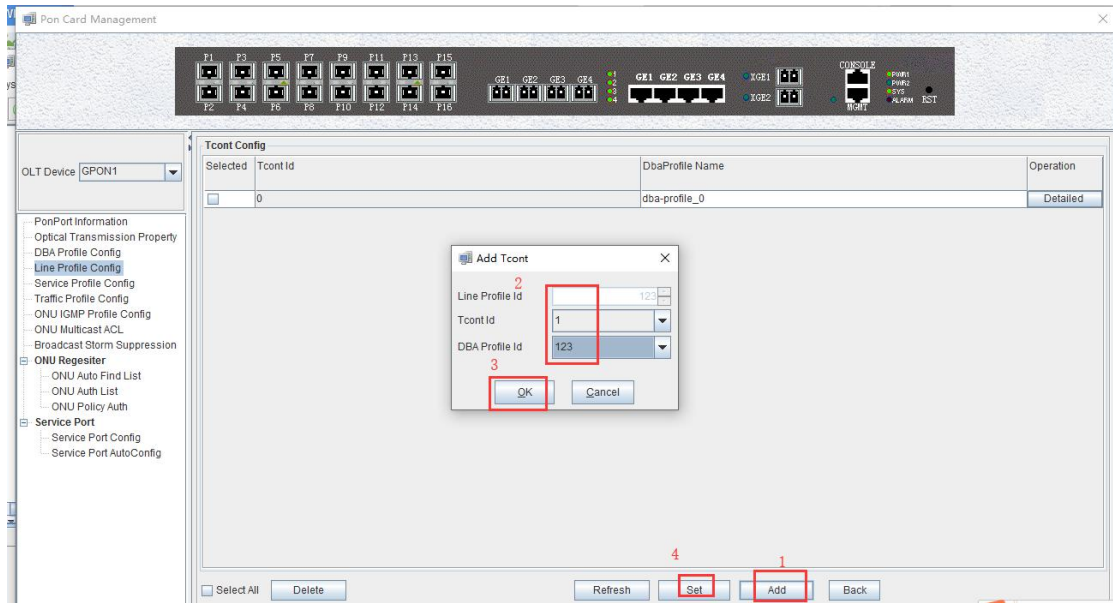 Pon Card Management
P1 P3 P5 P7 P9 P11 P13 P15
P2 P4 P6 P8 P10 P12 P14 P16
GE1 GE2 GE3 GE4
1
2
3
4
GE1 GE2 GE3 GE4
XGE1
XGE2
CONSOLE
MGMT
PWR1
PWR2
SYS
ALARM
RST
OLT Device GPON1
PonPort Information
Optical Transmission Property
DBA Profile Config
Line Profile Config
Service Profile Config
Traffic Profile Config
ONU IGMP Profile Config
ONU Multicast ACL
Broadcast Storm Suppression
ONU Regesiter
ONU Auto Find List
ONU Auth List
ONU Policy Auth
Service Port
Service Port Config
Service Port AutoConfig
Tcont Config
Selected Tcont Id DbaProfile Name Operation
0 dba-profile_0 Detailed
Add Tcont
2
Line Profile Id 123
Tcont Id 1
DBA Profile Id 123
3
OK Cancel
4 1
Select All Delete Refresh Set Add Back